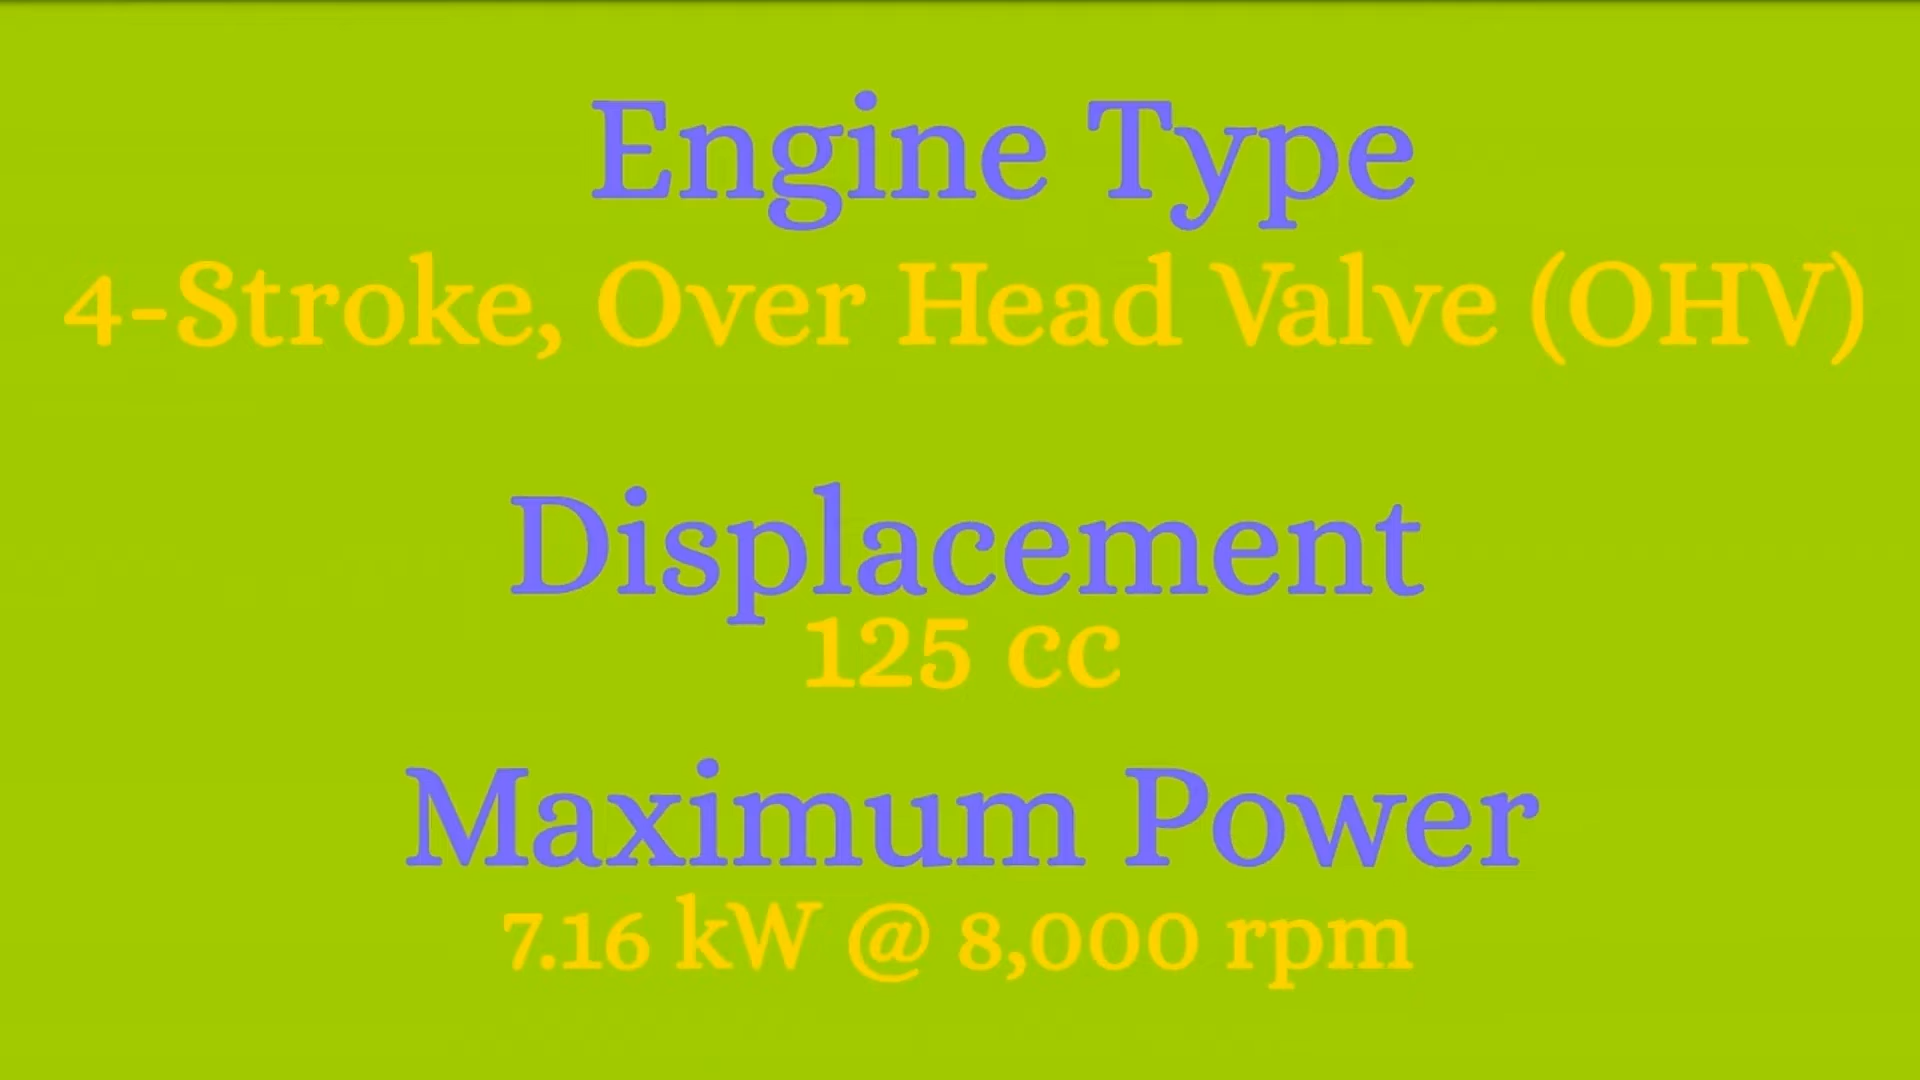 Engine Type
4-Stroke, Over Head Valve (OHV)
Displacement
125 cc
Maximum Power
7.16 kW @ 8,000 rpm